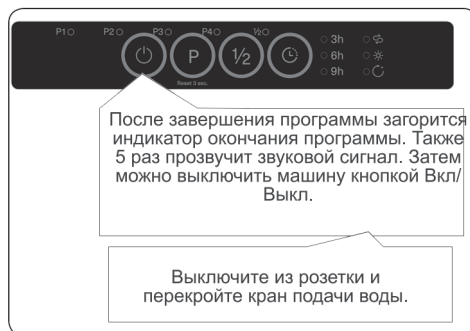 P1 P2 P3 P4 ½
3h
P 1/2 6h
9h
Reset 3 sec.
После завершения программы загорится
индикатор окончания программы. Также
5 раз прозвучит звуковой сигнал. Затем
можно выключить машину кнопкой Вкл/
Выкл.
Выключите из розетки и
перекройте кран подачи воды.